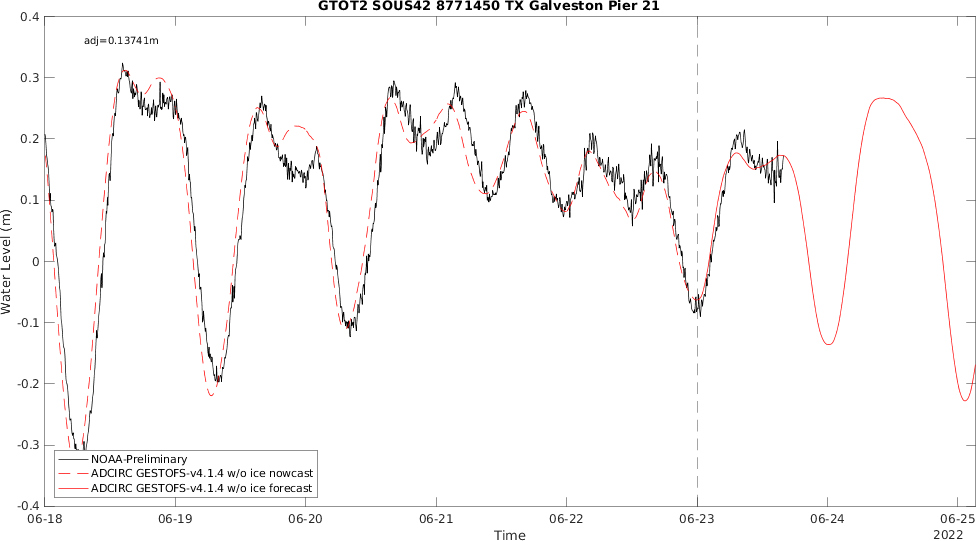 GTOT2 SOUS42 8771450 TX Galveston Pier 21
adj=0.13741m
0.4
0.3
0.2
0.1
0
-0.1
-0.2
-0.3
-0.4
Water Level (m)
NOAA-Preliminary
ADCIRC GESTOFS-v4.1.4 w/o ice nowcast
ADCIRC GESTOFS-v4.1.4 w/o ice forecast
06-18 06-19 06-20 06-21 06-22 06-23 06-24 06-25
Time
2022